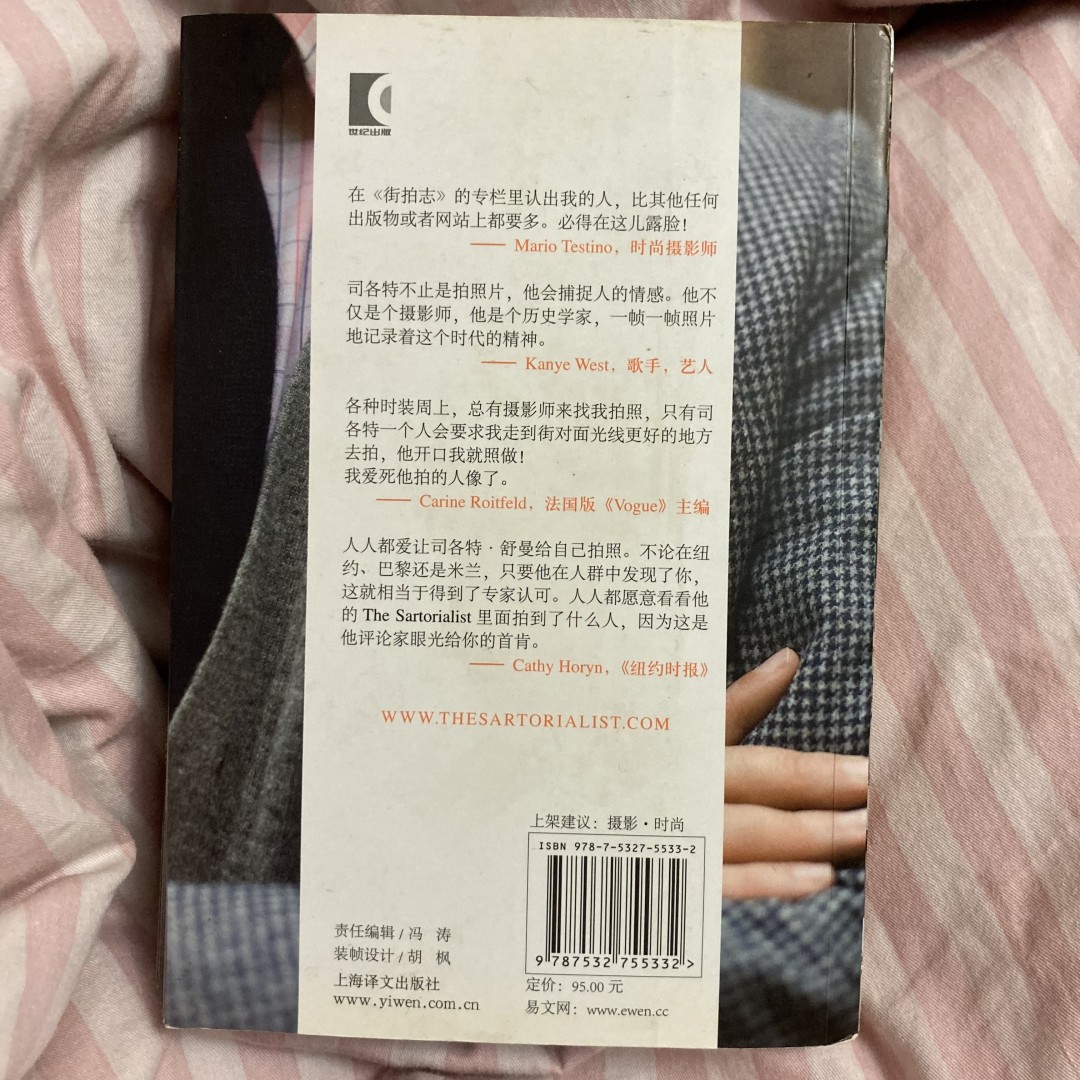 世纪出版
在《街拍志》的专栏里认出我的人，比其他任何
出版物或者网站上都要多。必得在这儿露脸！
—— Mario Testino，时尚摄影师
司各特不止是拍照片，他会捕捉人的情感。他不
仅是个摄影师，他是个历史学家，一帧一帧照片
地记录着这个时代的精神。
—— Kanye West，歌手，艺人
各种时装周上，总有摄影师来找我拍照，只有司
各特一个人会要求我走到街对面光线更好的地方
去拍，他开口我就照做！
我爱死他拍的人像了。
—— Carine Roitfeld，法国版《Vogue》主编
人人都爱让司各特·舒曼给自己拍照。不论在纽
约、巴黎还是米兰，只要他在人群中发现了你，
这就相当于得到了专家认可。人人都愿意看看他
的 The Sartorialist 里面拍到了什么人，因为这是
他评论家眼光给你的首肯。
—— Cathy Horyn，《纽约时报》
WWW.THESARTORIALIST.COM
上架建议：摄影·时尚
ISBN 978-7-5327-5533-2
9 787532 755332 >
定价：95.00 元
易文网：www.ewen.cc
责任编辑 / 冯 涛
装帧设计 / 胡 枫
上海译文出版社
www.yiwen.com.cn